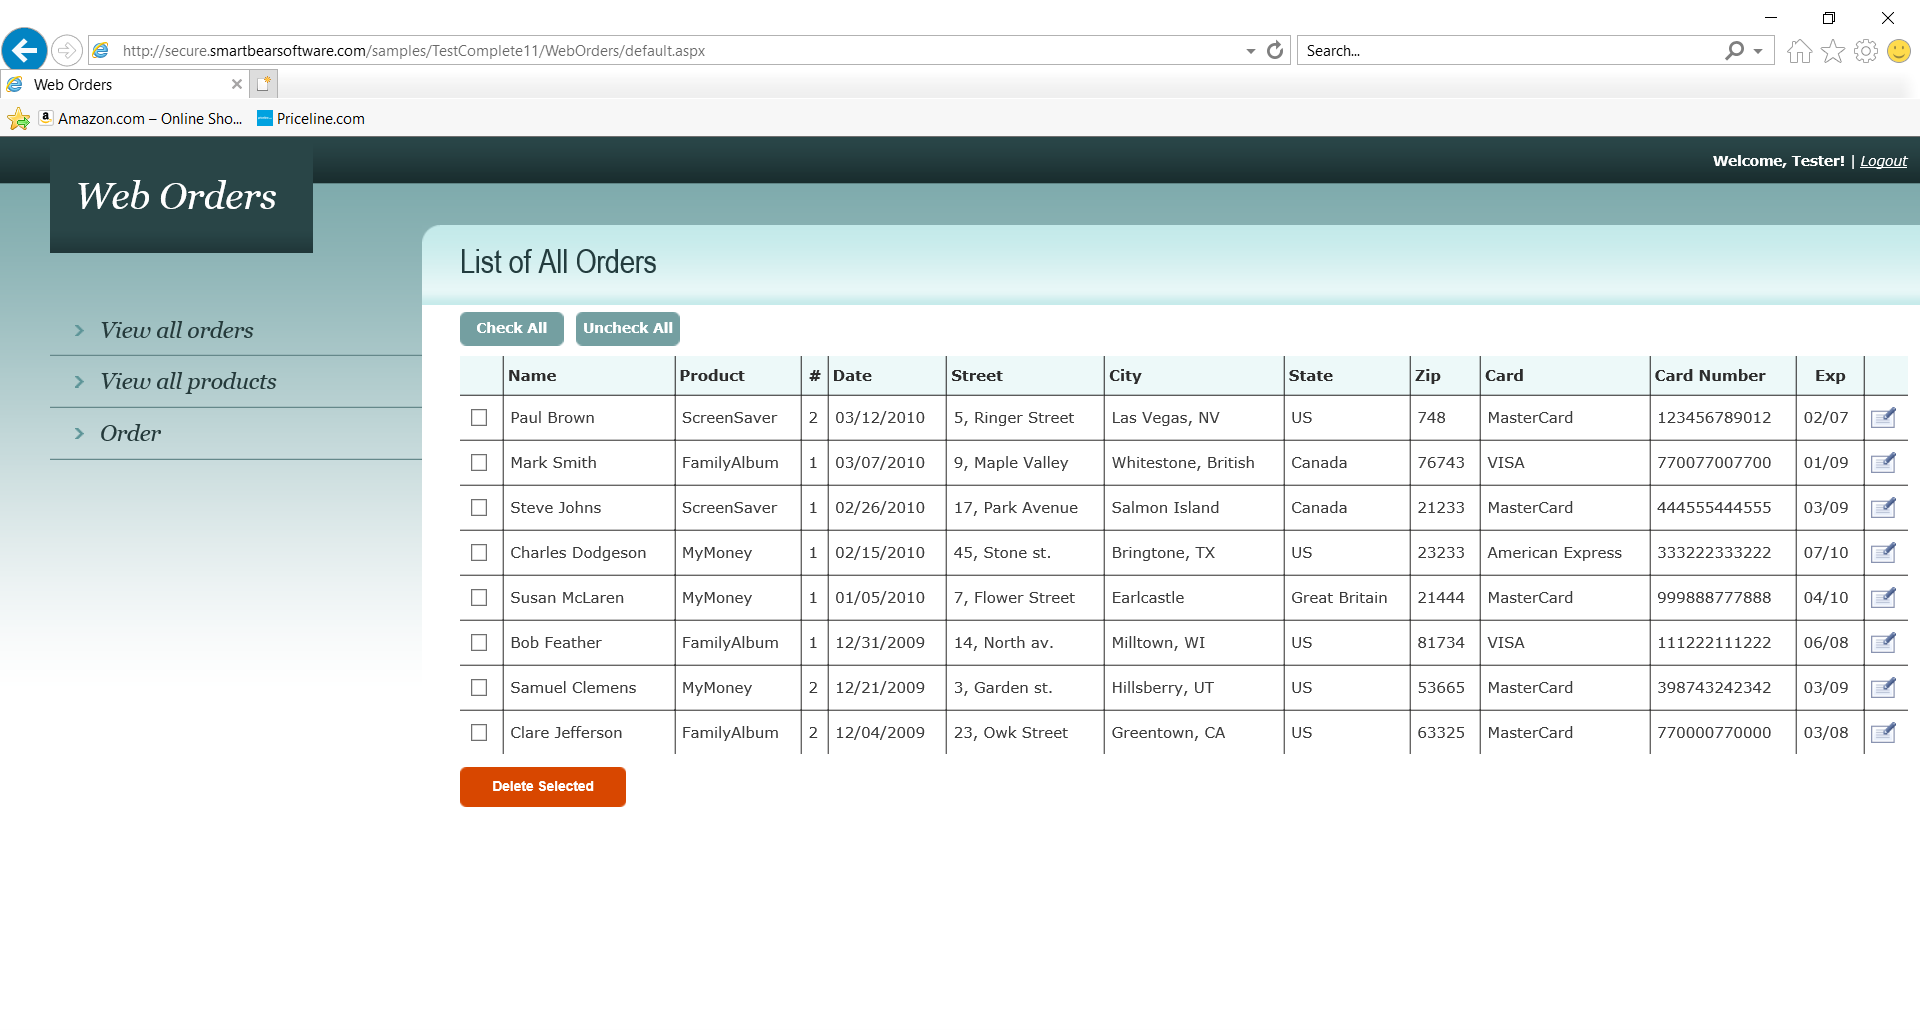 http://secure.smartbearsoftware.com/samples/TestComplete11/WebOrders/default.aspx
Search...
Web Orders
Amazon.com – Online Sho...
Priceline.com
Welcome, Tester! | Logout
Web Orders
List of All Orders
View all orders
View all products
Order
Check All Uncheck All
Name Product # Date Street City State Zip Card Card Number Exp
Paul Brown ScreenSaver 2 03/12/2010 5, Ringer Street Las Vegas, NV US 748 MasterCard 123456789012 02/07
Mark Smith FamilyAlbum 1 03/07/2010 9, Maple Valley Whitestone, British Canada 76743 VISA 770077007700 01/09
Steve Johns ScreenSaver 1 02/26/2010 17, Park Avenue Salmon Island Canada 21233 MasterCard 444555444555 03/09
Charles Dodgeson MyMoney 1 02/15/2010 45, Stone st. Bringtone, TX US 23233 American Express 333222333222 07/10
Susan McLaren MyMoney 1 01/05/2010 7, Flower Street Earlcastle Great Britain 21444 MasterCard 999888777888 04/10
Bob Feather FamilyAlbum 1 12/31/2009 14, North av. Milltown, WI US 81734 VISA 111222111222 06/08
Samuel Clemens MyMoney 2 12/21/2009 3, Garden st. Hillsberry, UT US 53665 MasterCard 398743242342 03/09
Clare Jefferson FamilyAlbum 2 12/04/2009 23, Owk Street Greentown, CA US 63325 MasterCard 770000770000 03/08
Delete Selected